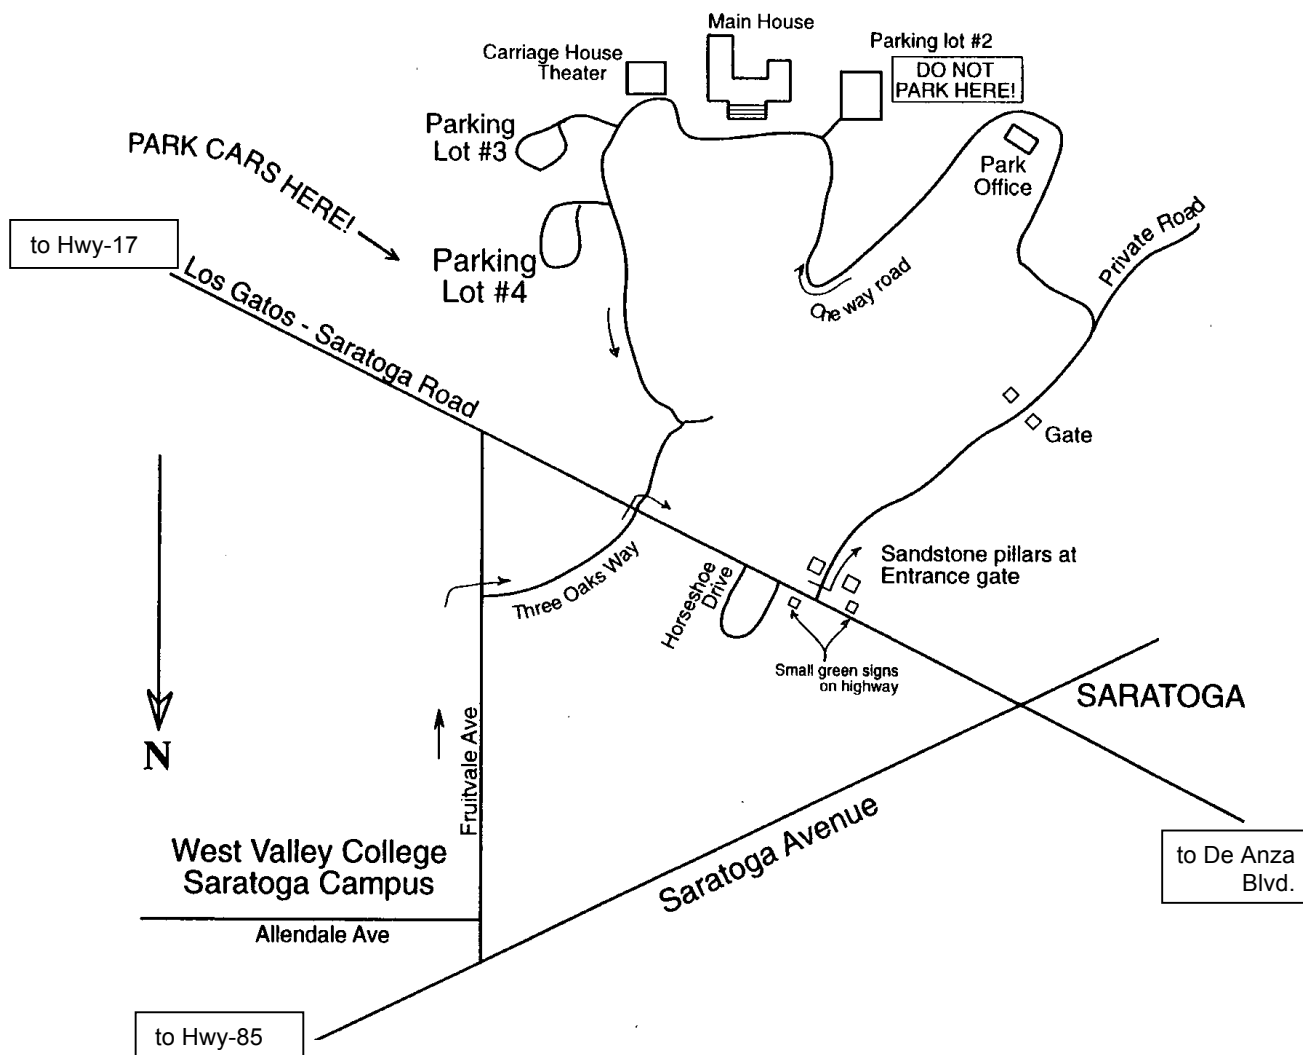 Main House
Carriage House
Theater
Parking lot #2
DO NOT
PARK HERE!
Parking
Lot #3
PARK CARS HERE!
Park
Office
Private Road
to Hwy-17
Parking
Lot #4
One way road
Los Gatos - Saratoga Road
Gate
Sandstone pillars at
Entrance gate
Three Oaks Way
Horseshoe
Drive
Small green signs
on highway
SARATOGA
N
Fruitvale Ave
Saratoga Avenue
West Valley College
Saratoga Campus
to De Anza
Blvd.
Allendale Ave
to Hwy-85